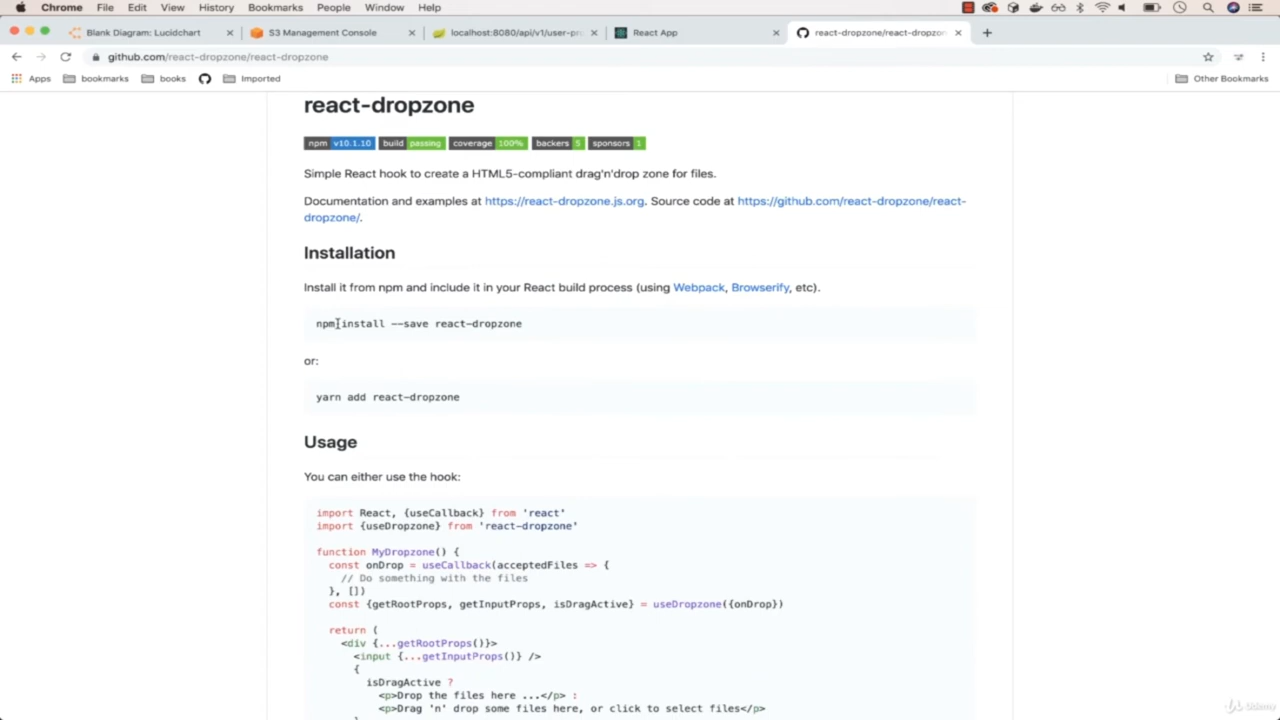 Chrome File Edit View History Bookmarks People Window Help
Blank Diagram: Lucidchart
S3 Management Console
localhost:8080/api/v1/user-pro
React App
react-dropzone/react-dropzon
github.com/react-dropzone/react-dropzone
Apps bookmarks books Imported Other Bookmarks
react-dropzone
npm v10.1.10 build passing coverage 100% backers 5 sponsors 1
Simple React hook to create a HTML5-compliant drag'n'drop zone for files.
Documentation and examples at https://react-dropzone.js.org. Source code at https://github.com/react-dropzone/react-
dropzone/.
Installation
Install it from npm and include it in your React build process (using Webpack, Browserify, etc).
npm install --save react-dropzone
or:
yarn add react-dropzone
Usage
You can either use the hook:
import React, {useCallback} from 'react'
import {useDropzone} from 'react-dropzone'
function MyDropzone() {
const onDrop = useCallback(acceptedFiles => {
// Do something with the files
}, [])
const {getRootProps, getInputProps, isDragActive} = useDropzone({onDrop})
return (
<div {...getRootProps()}>
<input {...getInputProps()} />
{
isDragActive ?
<p>Drop the files here ...</p> :
<p>Drag 'n' drop some files here, or click to select files</p>
Udemy